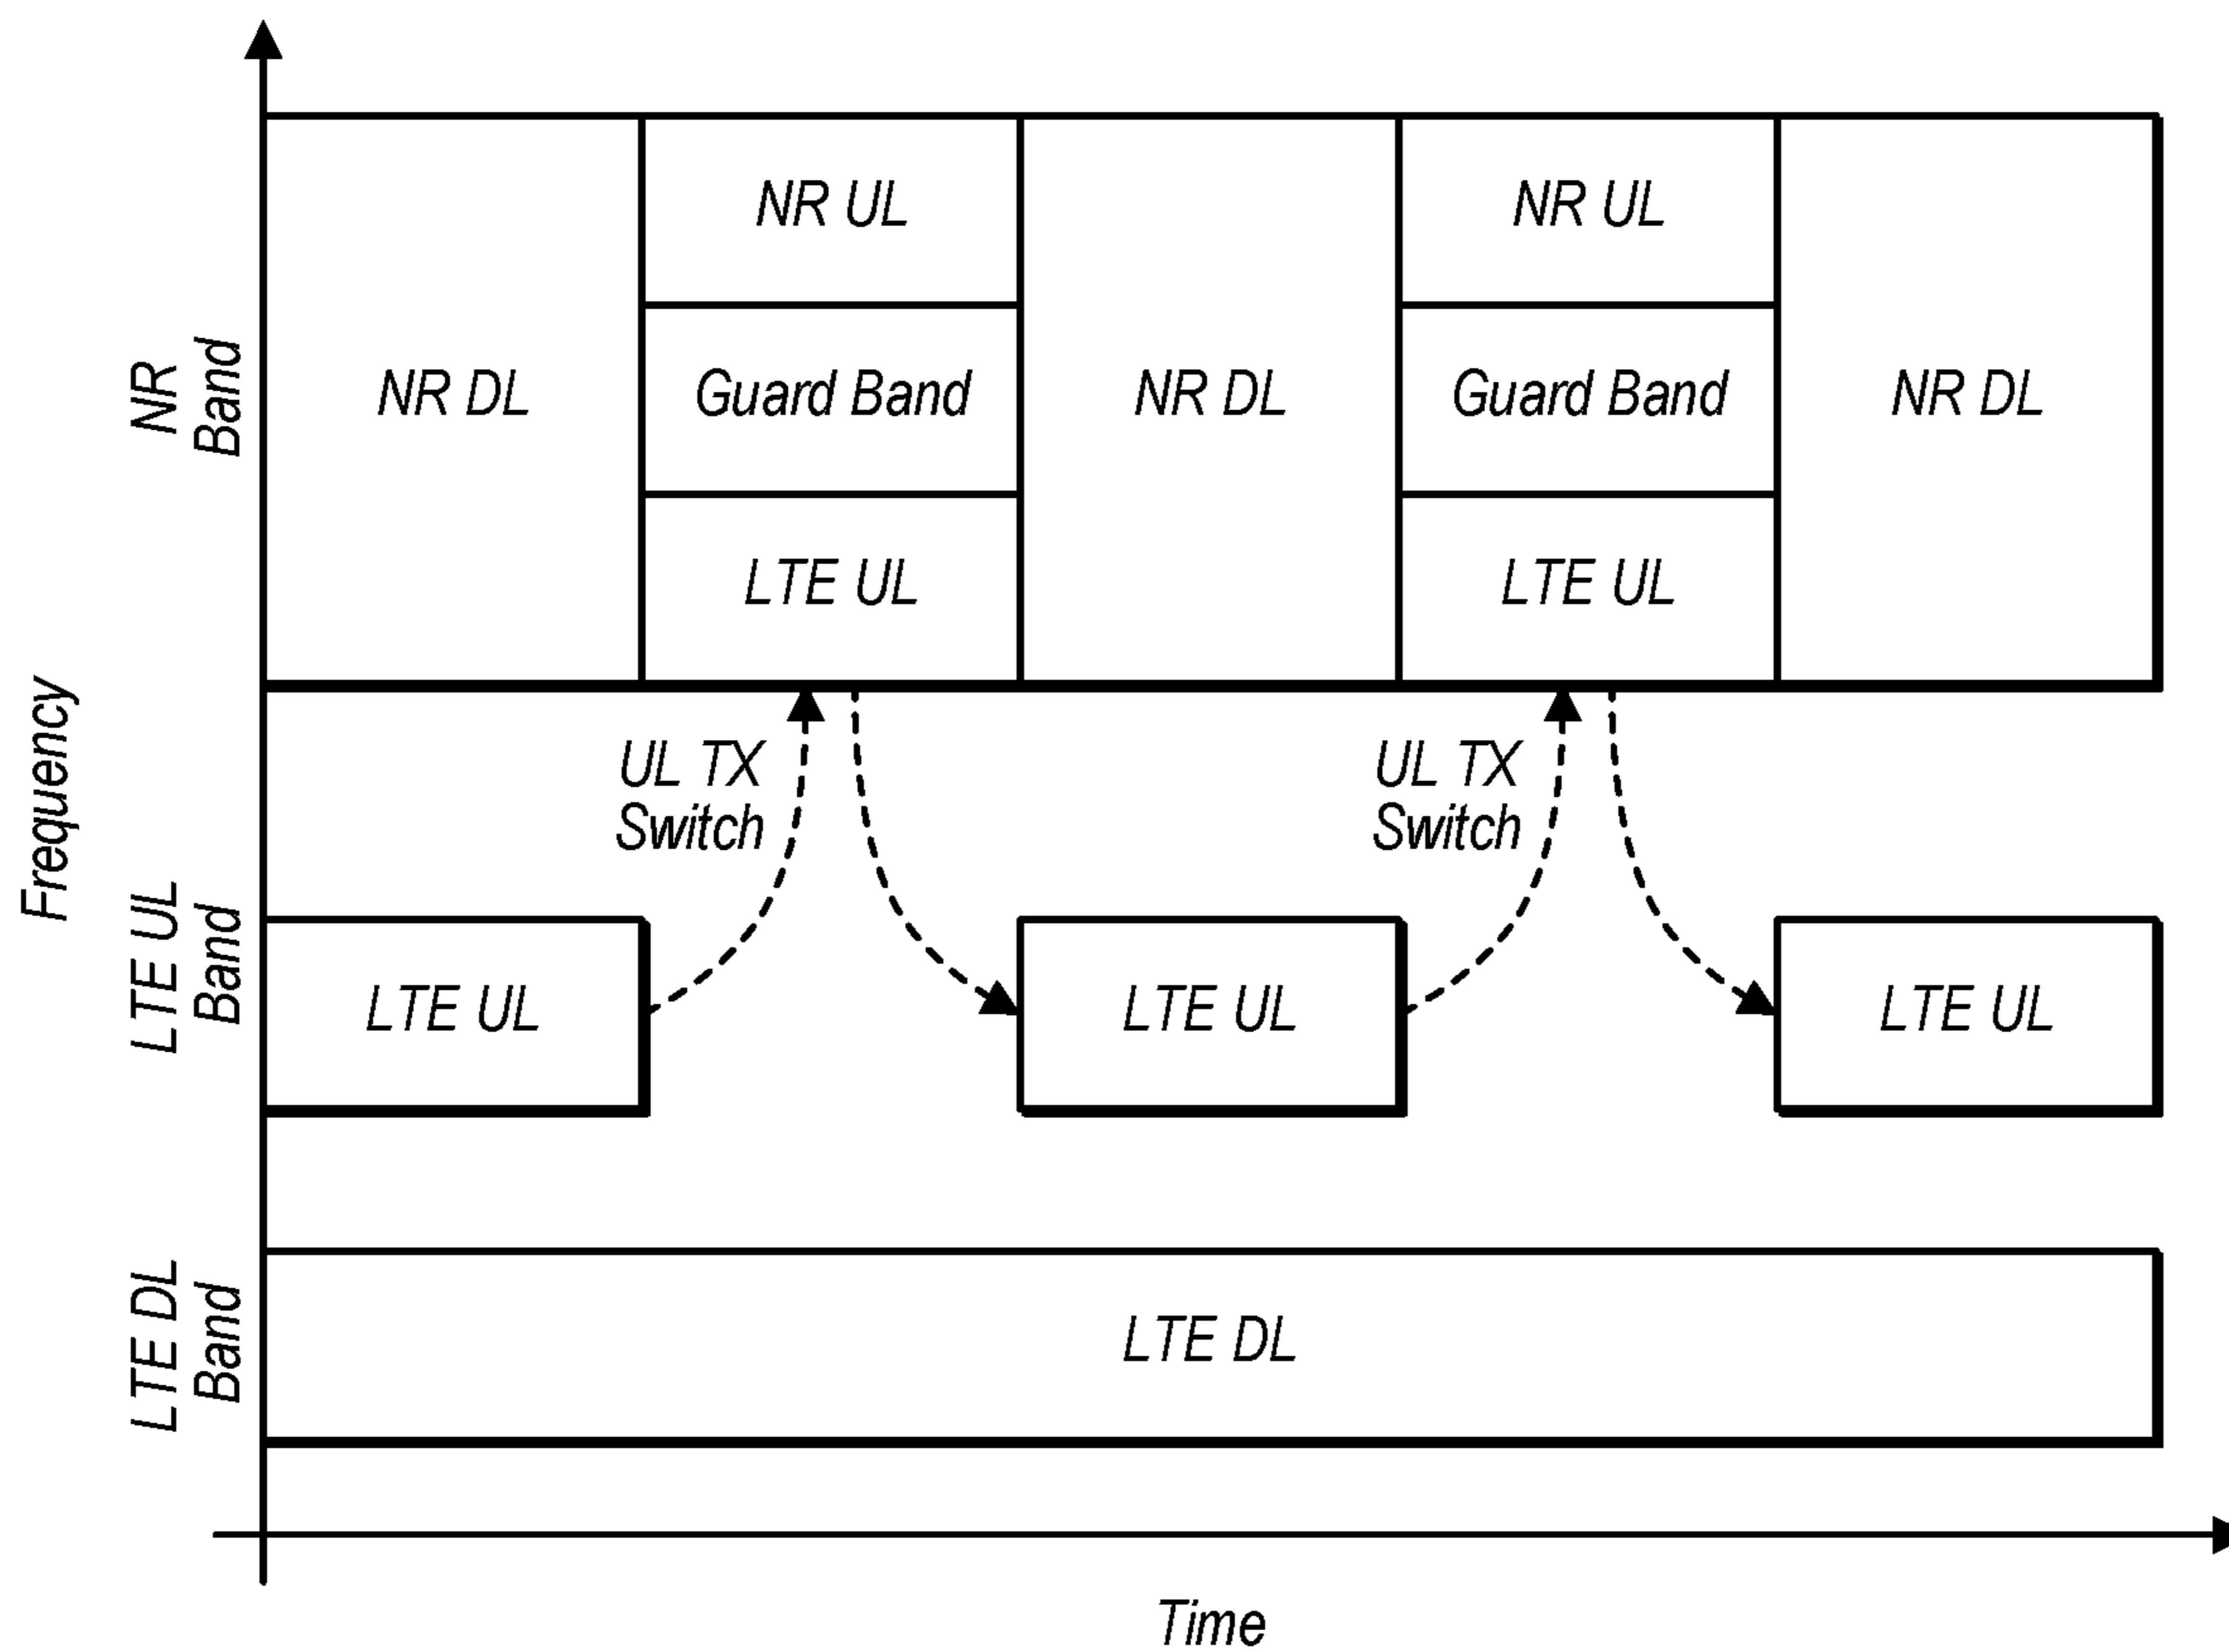 Frequency
NR
Band
NR DL
NR UL
Guard Band
LTE UL
NR DL
NR UL
Guard Band
LTE UL
NR DL
UL TX
Switch
UL TX
Switch
LTE UL
Band
LTE UL
LTE UL
LTE UL
LTE DL
Band
LTE DL
Time